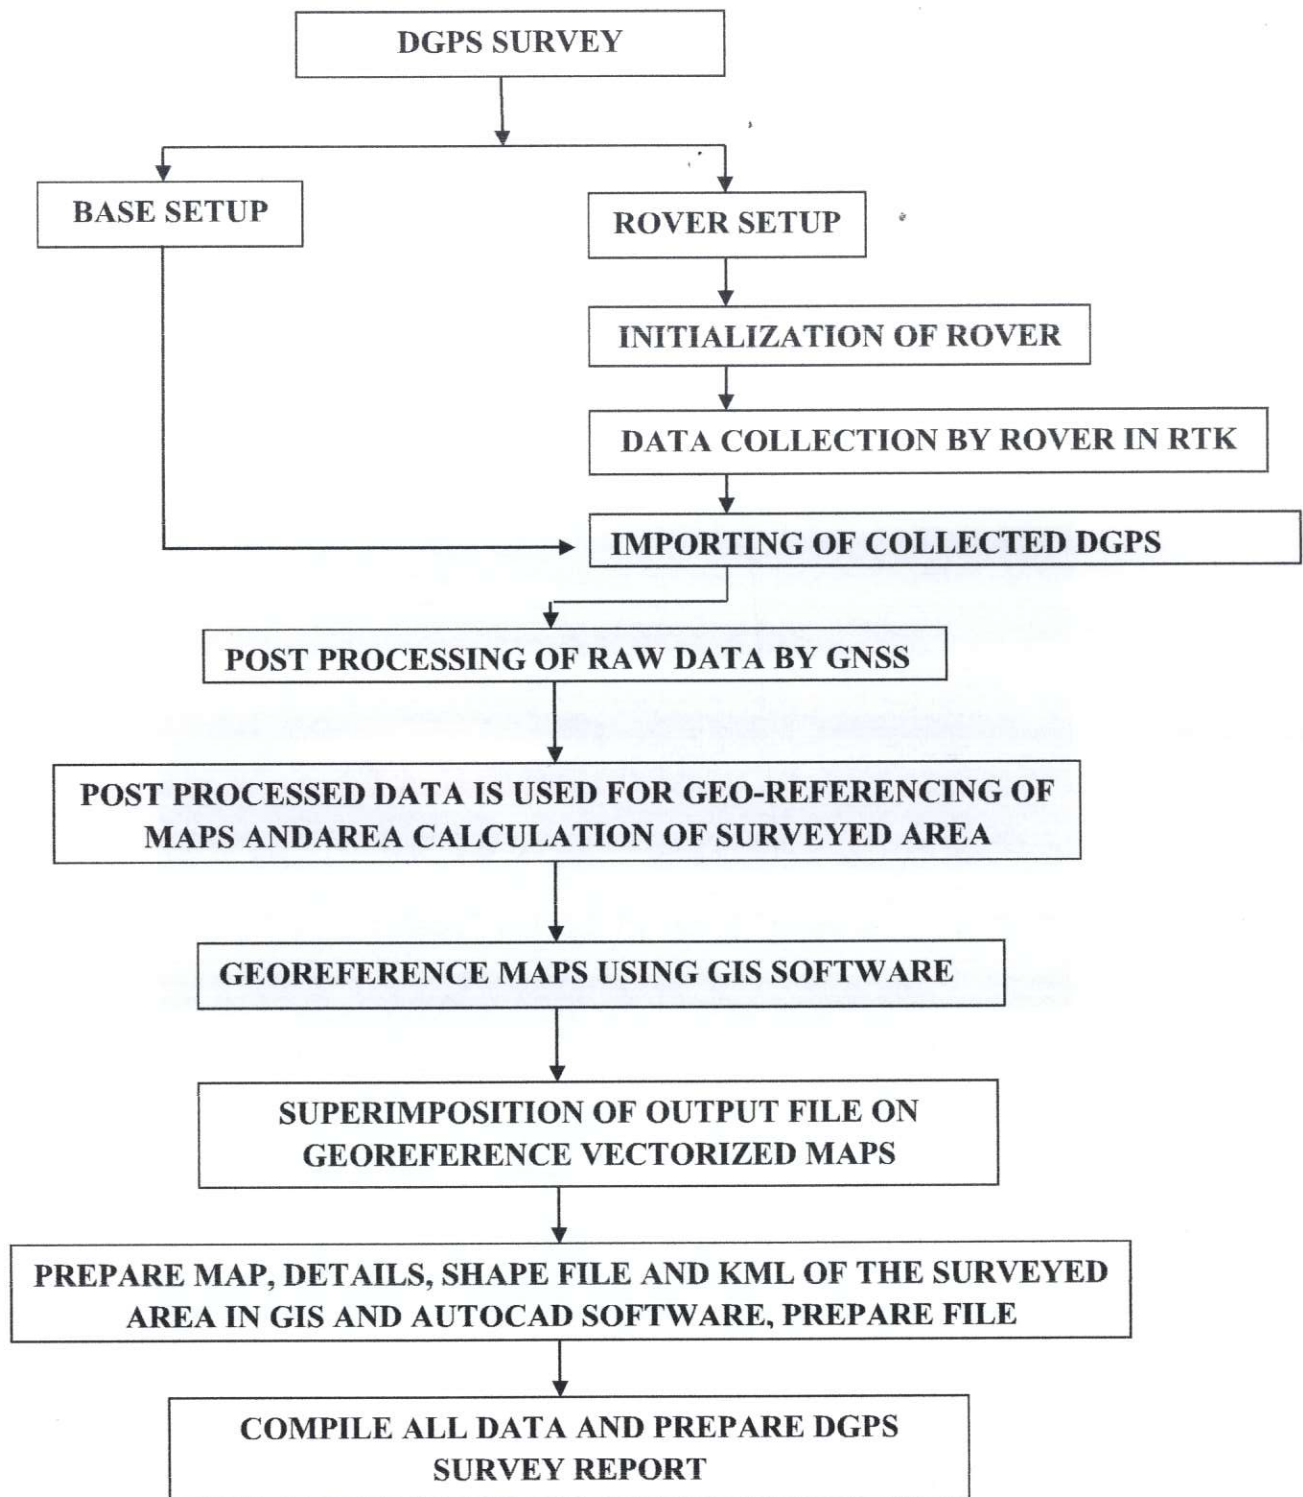 DGPS SURVEY
BASE SETUP
ROVER SETUP
INITIALIZATION OF ROVER
DATA COLLECTION BY ROVER IN RTK
IMPORTING OF COLLECTED DGPS
POST PROCESSING OF RAW DATA BY GNSS
POST PROCESSED DATA IS USED FOR GEO-REFERENCING OF
MAPS ANDAREA CALCULATION OF SURVEYED AREA
GEOREFERENCE MAPS USING GIS SOFTWARE
SUPERIMPOSITION OF OUTPUT FILE ON
GEOREFERENCE VECTORIZED MAPS
PREPARE MAP, DETAILS, SHAPE FILE AND KML OF THE SURVEYED
AREA IN GIS AND AUTOCAD SOFTWARE, PREPARE FILE
COMPILE ALL DATA AND PREPARE DGPS
SURVEY REPORT